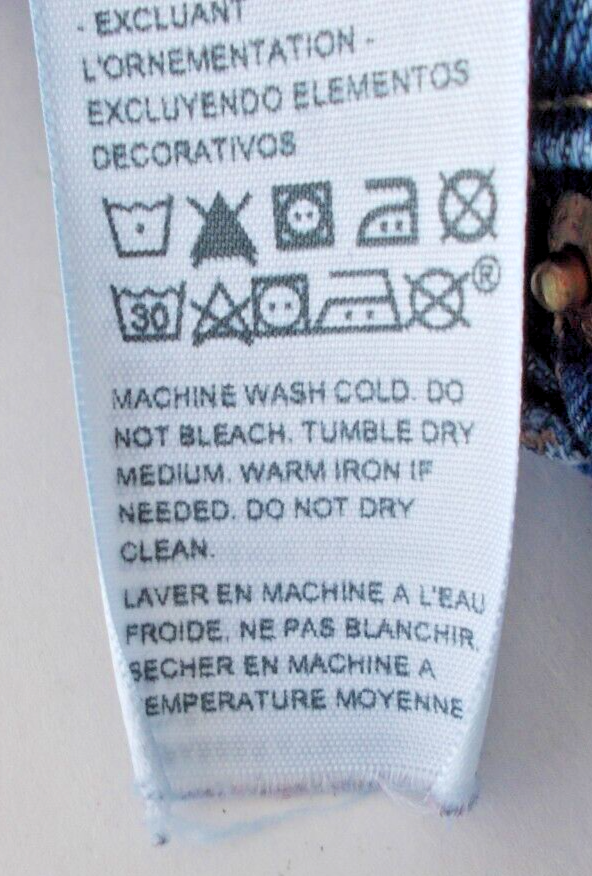 - EXCLUANT
L'ORNEMENTATION -
EXCLUYENDO ELEMENTOS
DECORATIVOS
30 ®
MACHINE WASH COLD. DO
NOT BLEACH. TUMBLE DRY
MEDIUM. WARM IRON IF
NEEDED. DO NOT DRY
CLEAN.
LAVER EN MACHINE A L'EAU
FROIDE. NE PAS BLANCHIR.
SECHER EN MACHINE A
EMPERATURE MOYENNE